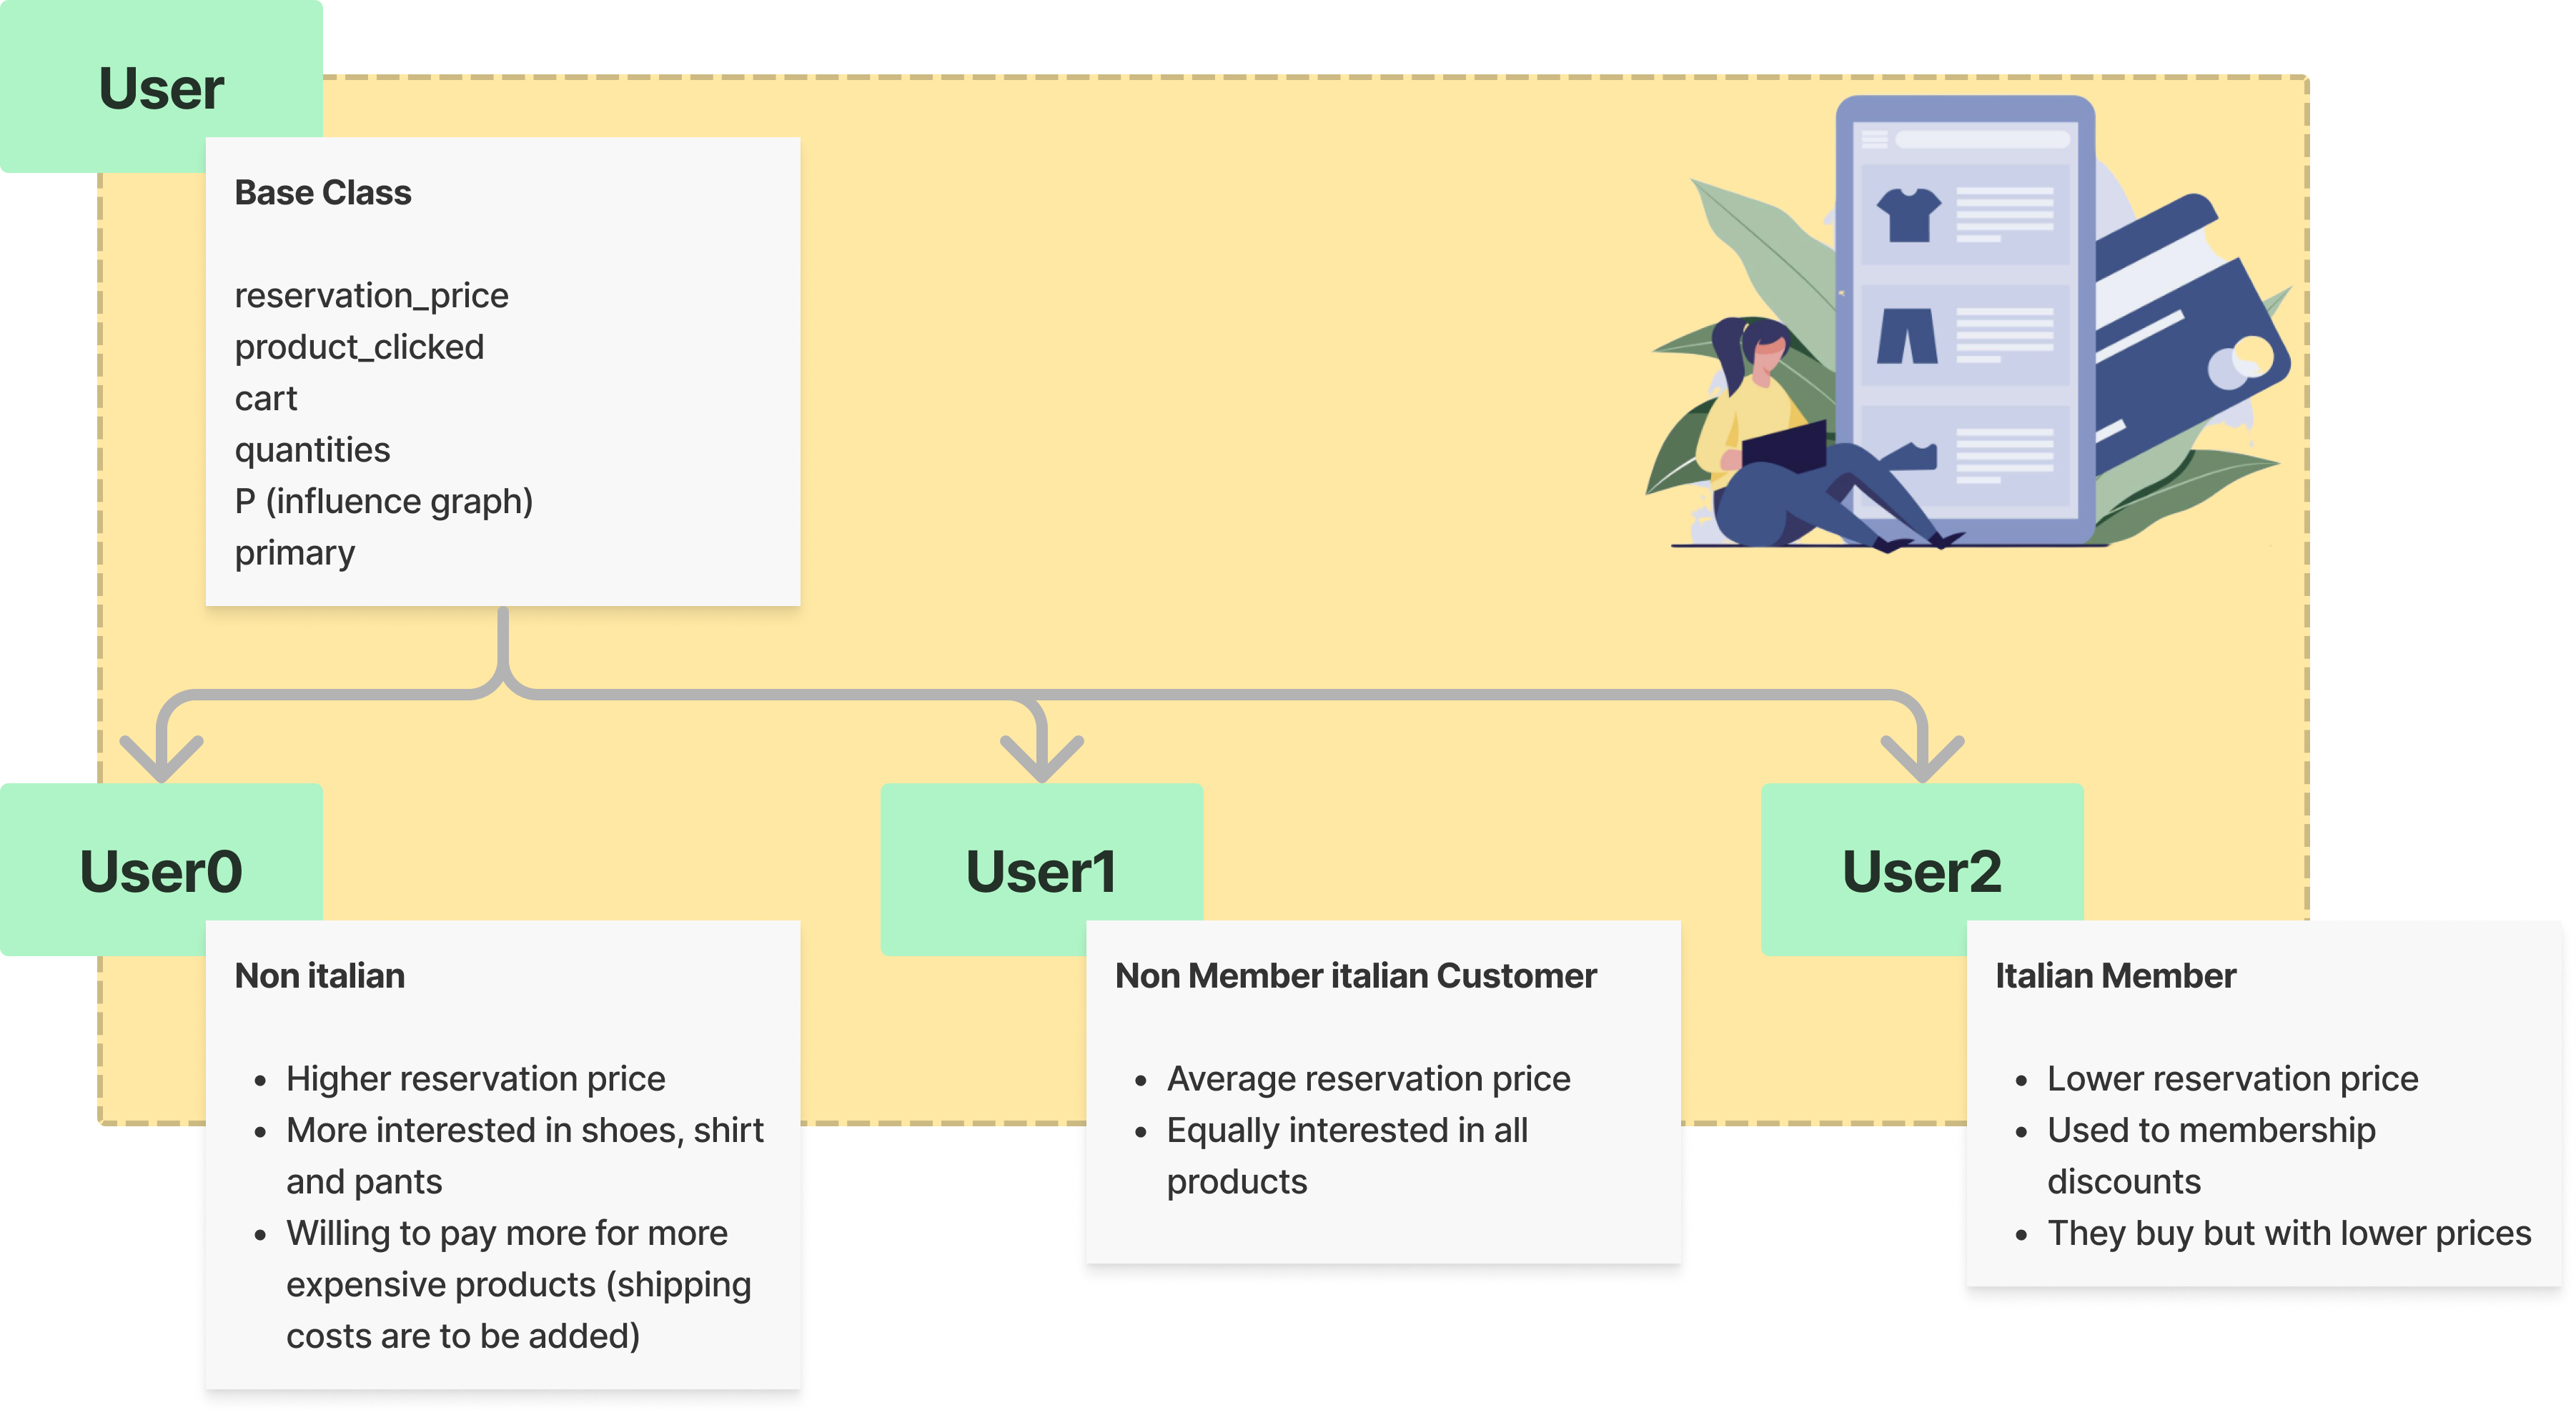 User
Base Class
reservation_price
product_clicked
cart
quantities
P (influence graph)
primary
User0
Non italian
• Higher reservation price
• More interested in shoes, shirt
and pants
• Willing to pay more for more
expensive products (shipping
costs are to be added)
User1
Non Member italian Customer
• Average reservation price
• Equally interested in all
products
User2
Italian Member
• Lower reservation price
• Used to membership
discounts
• They buy but with lower prices